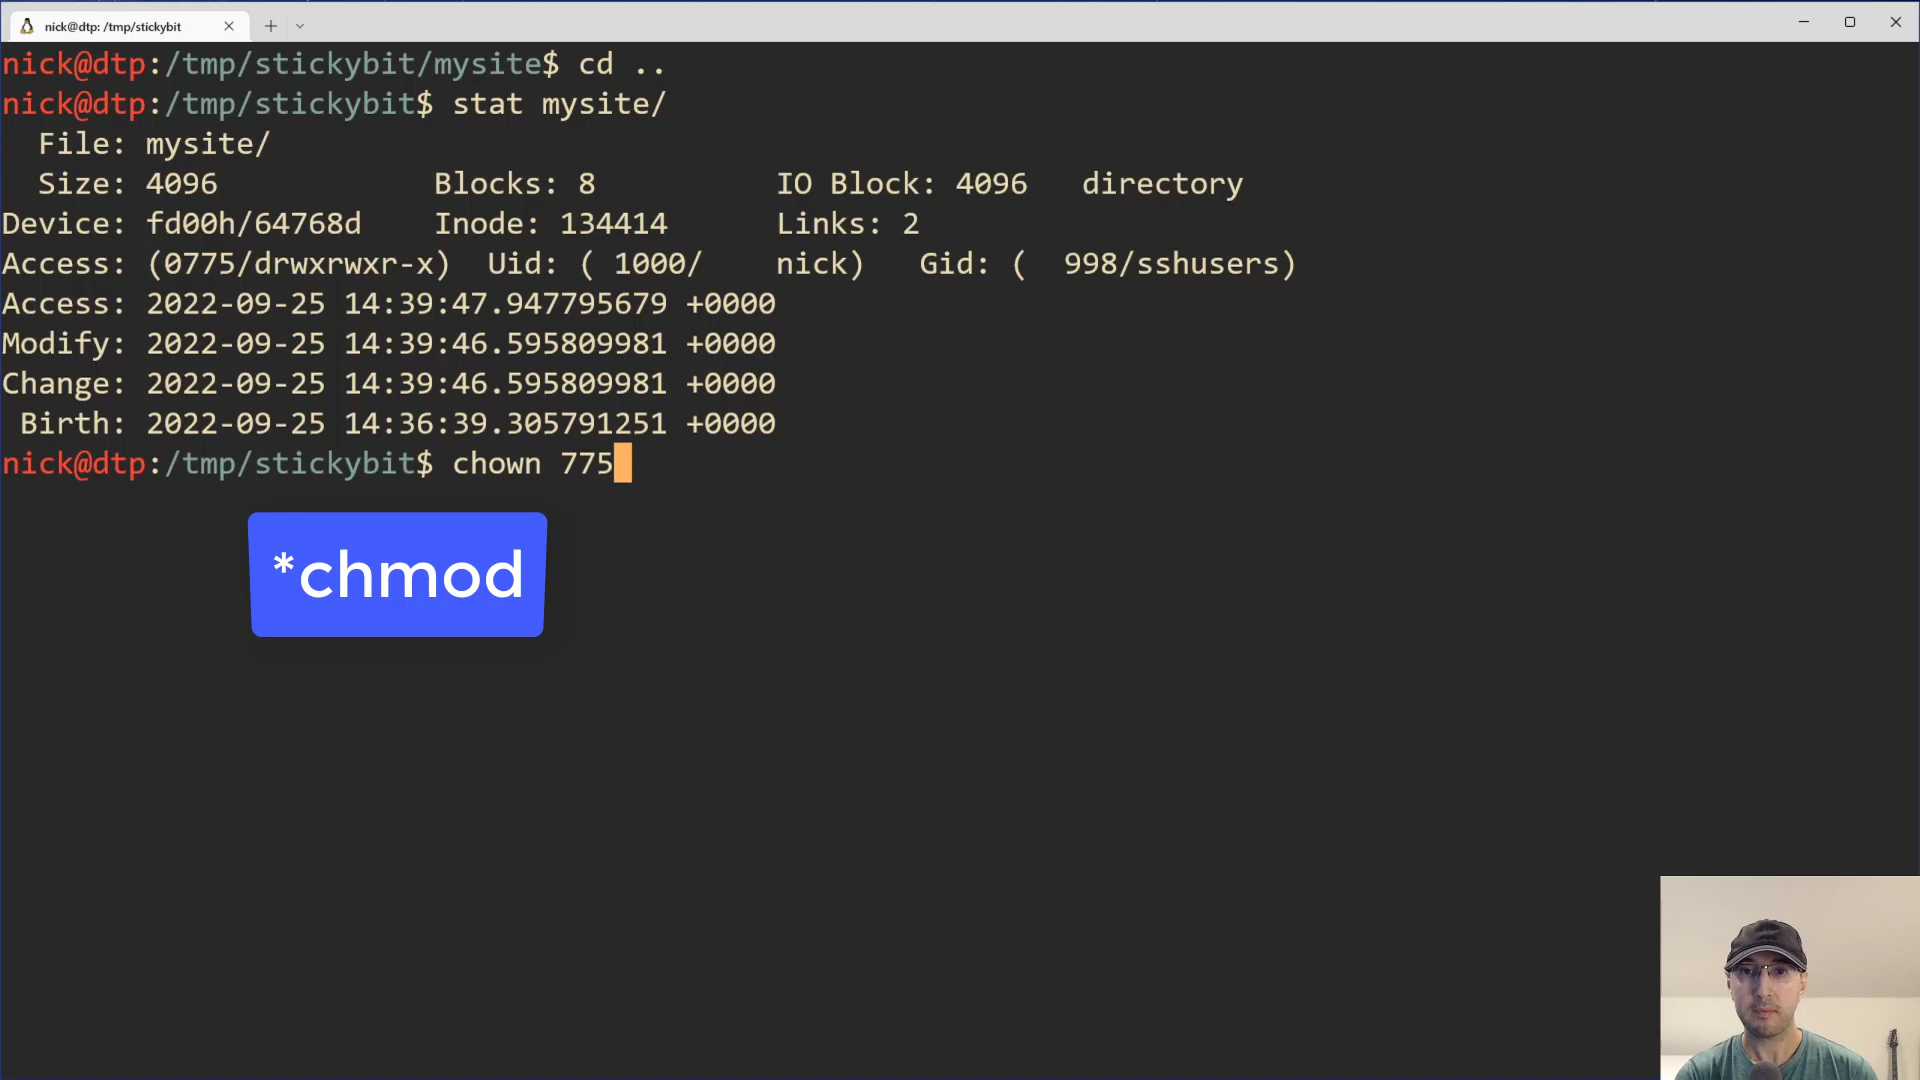 nick@dtp: /tmp/stickybit
nick@dtp:/tmp/stickybit/mysite$ cd ..
nick@dtp:/tmp/stickybit$ stat mysite/
  File: mysite/
  Size: 4096            Blocks: 8          IO Block: 4096   directory
Device: fd00h/64768d    Inode: 134414      Links: 2
Access: (0775/drwxrwxr-x)  Uid: ( 1000/    nick)   Gid: (  998/sshusers)
Access: 2022-09-25 14:39:47.947795679 +0000
Modify: 2022-09-25 14:39:46.595809981 +0000
Change: 2022-09-25 14:39:46.595809981 +0000
 Birth: 2022-09-25 14:36:39.305791251 +0000
nick@dtp:/tmp/stickybit$ chown 775
*chmod